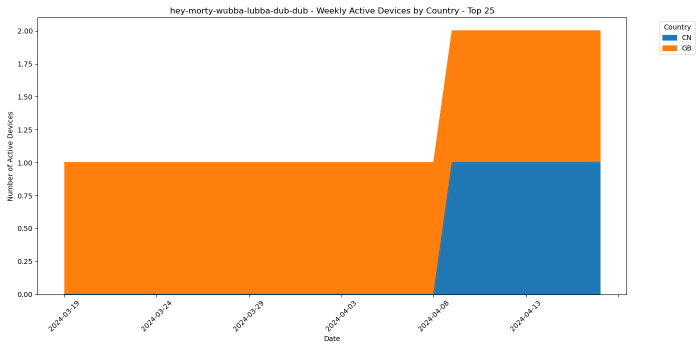 hey-morty-wubba-lubba-dub-dub - Weekly Active Devices by Country - Top 25
Country
CN
GB
Number of Active Devices
2.00
1.75
1.50
1.25
1.00
0.75
0.50
0.25
0.00
2024-03-19
2024-03-24
2024-03-29
2024-04-03
2024-04-08
2024-04-13
Date